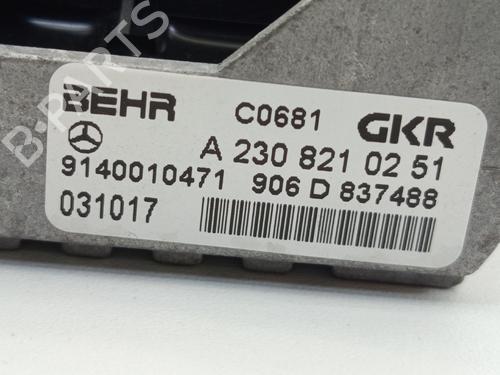 B-PARTS
BEHR C0681 GKR
A 230 821 02 51
9140010471 906 D 837488
031017